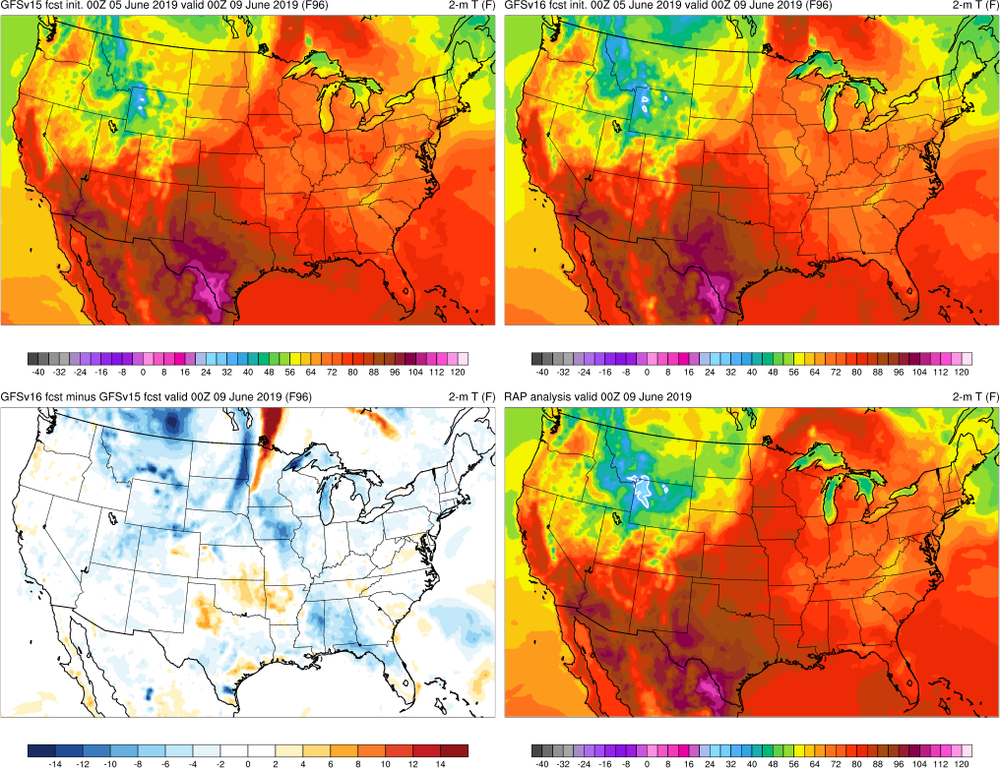 GFSv15 fcst init. 00Z 05 June 2019 valid 00Z 09 June 2019 (F96) 2-m T (F)
GFSv16 fcst init. 00Z 05 June 2019 valid 00Z 09 June 2019 (F96) 2-m T (F)
-40 -32 -24 -16 -8 0 8 16 24 32 40 48 56 64 72 80 88 96 104 112 120
-40 -32 -24 -16 -8 0 8 16 24 32 40 48 56 64 72 80 88 96 104 112 120
GFSv16 fcst minus GFSv15 fcst valid 00Z 09 June 2019 (F96) 2-m T (F)
RAP analysis valid 00Z 09 June 2019 2-m T (F)
-14 -12 -10 -8 -6 -4 -2 0 2 4 6 8 10 12 14
-40 -32 -24 -16 -8 0 8 16 24 32 40 48 56 64 72 80 88 96 104 112 120